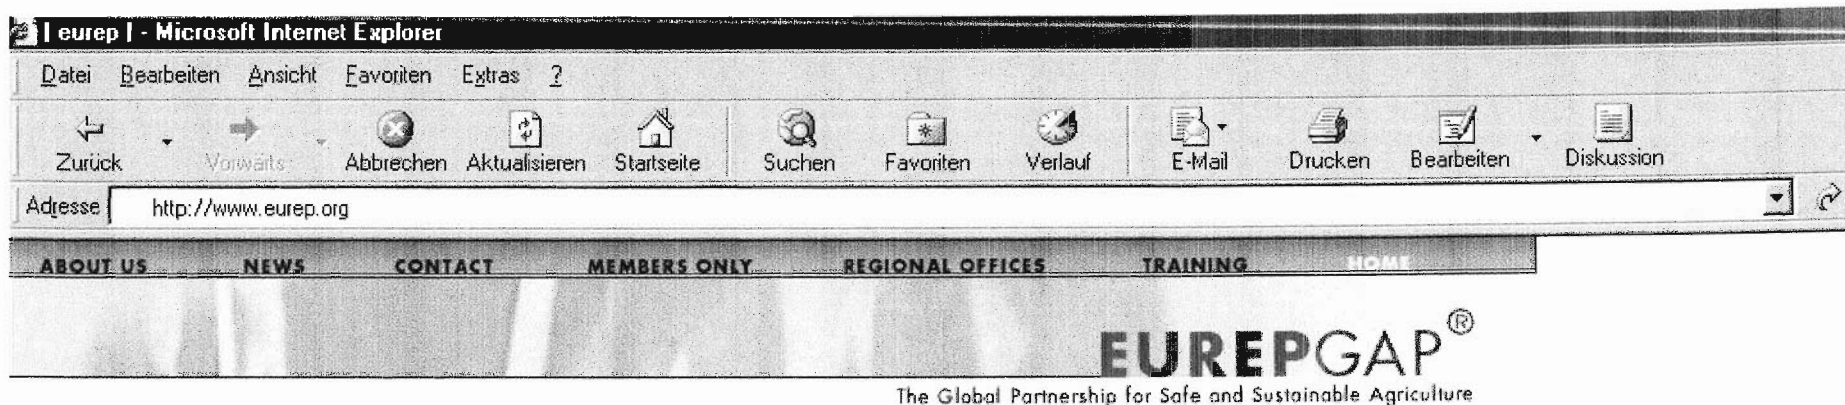 | eurep | - Microsoft Internet Explorer
Datei Bearbeiten Ansicht Favoriten Extras ?
Zurück Vorwärts Abbrechen Aktualisieren Startseite Suchen Favoriten Verlauf E-Mail Drucken Bearbeiten Diskussion
Adresse http://www.eurep.org
ABOUT US NEWS CONTACT MEMBERS ONLY REGIONAL OFFICES TRAINING HOME
EUREPGAP®
The Global Partnership for Safe and Sustainable Agriculture